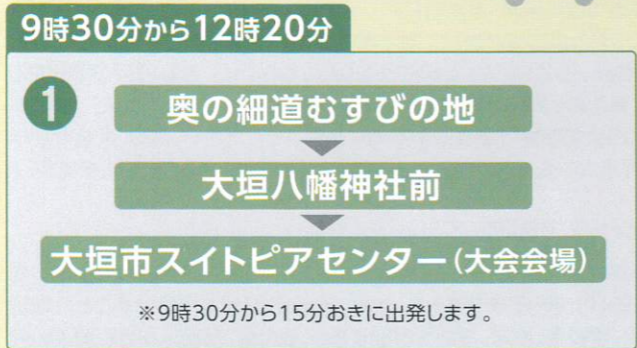 9時30分から12時20分
1
奥の細道むすびの地
大垣八幡神社前
大垣市スイトピアセンター(大会会場)
※9時30分から15分おきに出発します。